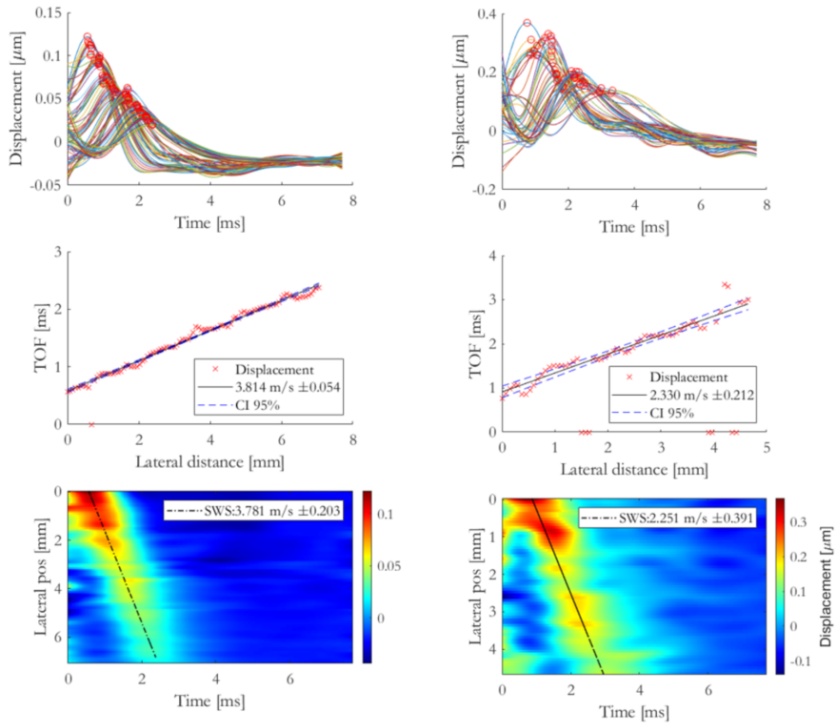 0.15
0.1
0.05
0
-0.05
Displacement [µm]
0 2 4 6 8
Time [ms]
0.4
0.2
0
-0.2
Displacement [µm]
0 2 4 6 8
Time [ms]
3
2
1
0
TOF [ms]
Displacement
3.814 m/s ±0.054
CI 95%
0 2 4 6 8
Lateral distance [mm]
4
3
2
1
0
TOF [ms]
Displacement
2.330 m/s ±0.212
CI 95%
0 1 2 3 4 5
Lateral distance [mm]
0
2
4
6
Lateral pos [mm]
SWS:3.781 m/s ±0.203
0 2 4 6
Time [ms]
0.1
0.05
0
0
1
2
3
4
Lateral pos [mm]
SWS:2.251 m/s ±0.391
0 2 4 6
Time [ms]
0.3
0.2
0.1
0
-0.1
Displacement [µm]